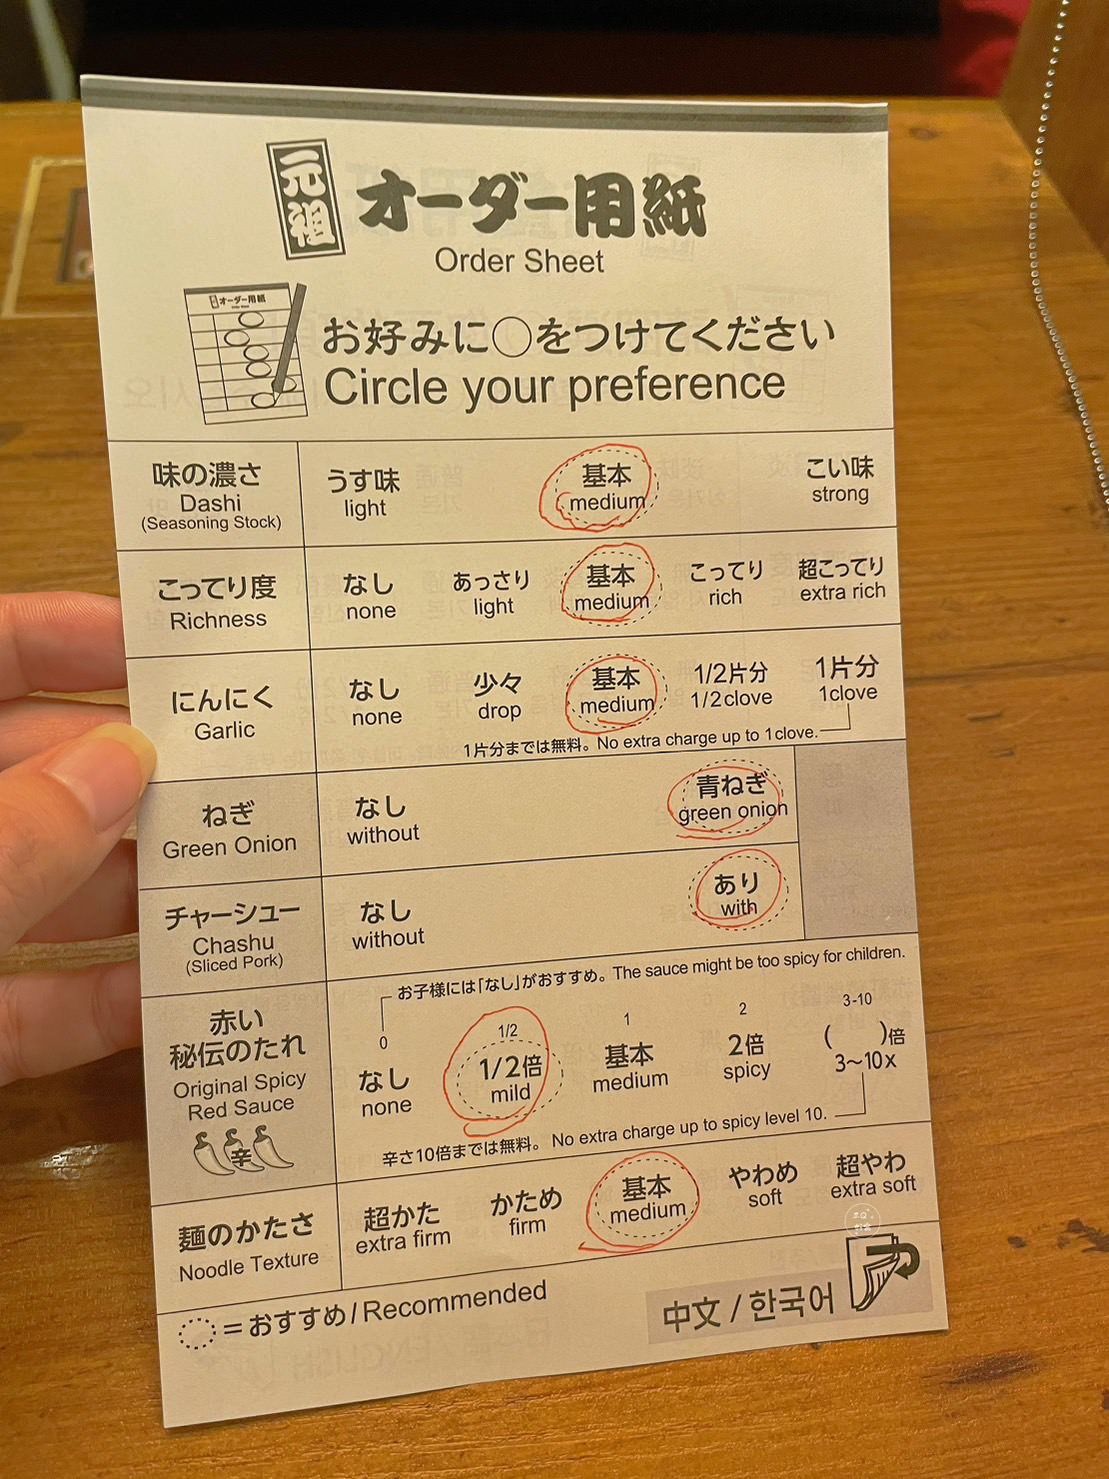 元祖 オーダー用紙
Order Sheet
オーダー用紙
お好みに○をつけてください
Circle your preference
味の濃さ
Dashi
(Seasoning Stock)
うす味
light
基本
medium
こい味
strong
こってり度
Richness
なし
none
あっさり
light
基本
medium
こってり
rich
超こってり
extra rich
にんにく
Garlic
なし
none
少々
drop
基本
medium
1/2片分
1/2clove
1片分
1clove
1片分までは無料。No extra charge up to 1clove.
ねぎ
Green Onion
なし
without
青ねぎ
green onion
チャーシュー
Chashu
(Sliced Pork)
なし
without
あり
with
お子様には「なし」がおすすめ。The sauce might be too spicy for children.
赤い
秘伝のたれ
Original Spicy
Red Sauce
辛
0
なし
none
1/2
1/2倍
mild
1
基本
medium
2
2倍
spicy
3-10
( )倍
3〜10x
辛さ10倍までは無料。No extra charge up to spicy level 10.
麺のかたさ
Noodle Texture
超かた
extra firm
かため
firm
基本
medium
やわめ
soft
超やわ
extra soft
=おすすめ/Recommended
中文 / 한국어